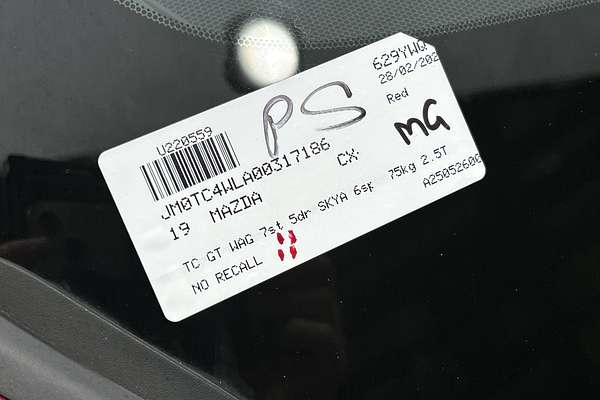 PS
629YWG
28/02/202
Red
MG
U220559
JM0TC4WLA00317186
19 MAZDA CX-
TC GT WAG 7st 5dr SKYA 6sp 75kg 2.5T
NO RECALL
A2505260